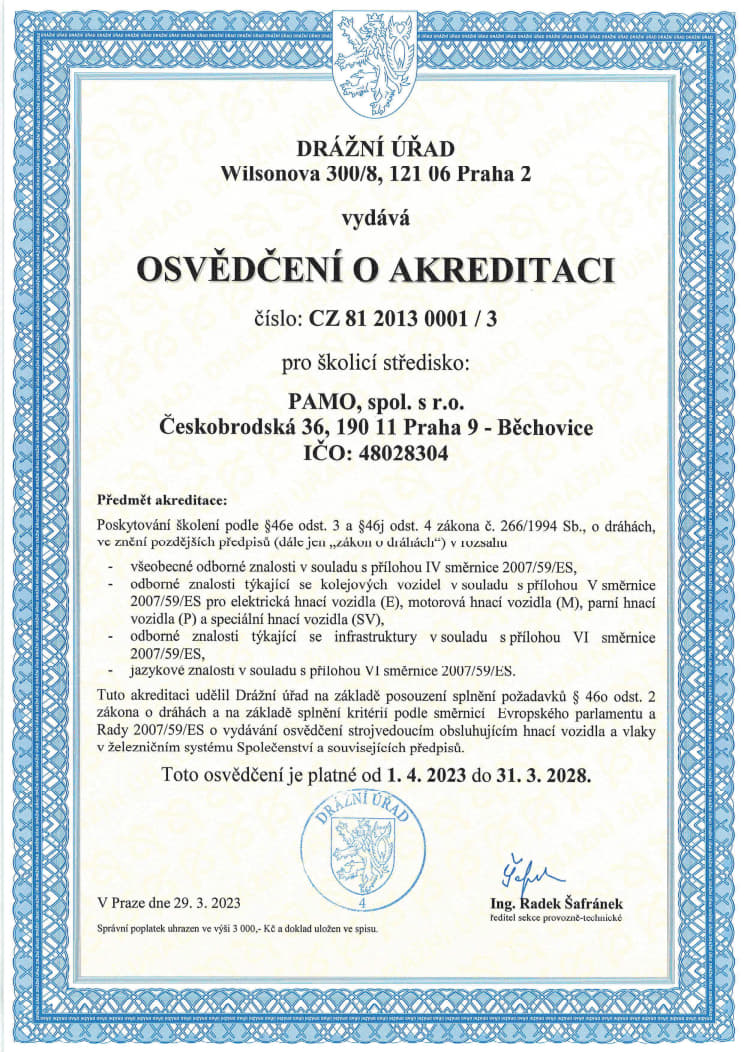 DRÁŽNÍ ÚŘAD
Wilsonova 300/8, 121 06 Praha 2
vydává
OSVĚDČENÍ O AKREDITACI
číslo: CZ 81 2013 0001 / 3
pro školicí středisko:
PAMO, spol. s r.o.
Českobrodská 36, 190 11 Praha 9 - Běchovice
IČO: 48028304
Předmět akreditace:
Poskytování školení podle §46e odst. 3 a §46j odst. 4 zákona č. 266/1994 Sb., o dráhách,
ve znění pozdějších předpisů (dále jen „zákon o dráhách“) v rozsahu
- všeobecné odborné znalosti v souladu s přílohou IV směrnice 2007/59/ES,
- odborné znalosti týkající se kolejových vozidel v souladu s přílohou V směrnice
2007/59/ES pro elektrická hnací vozidla (E), motorová hnací vozidla (M), parní hnací
vozidla (P) a speciální hnací vozidla (SV),
- odborné znalosti týkající se infrastruktury v souladu s přílohou VI směrnice
2007/59/ES,
- jazykové znalosti v souladu s přílohou VI směrnice 2007/59/ES.
Tuto akreditaci udělil Drážní úřad na základě posouzení splnění požadavků § 46o odst. 2
zákona o dráhách a na základě splnění kritérií podle směrnicí Evropského parlamentu a
Rady 2007/59/ES o vydávání osvědčení strojvedoucím obsluhujícím hnací vozidla a vlaky
v železničním systému Společenství a souvisejících předpisů.
Toto osvědčení je platné od 1. 4. 2023 do 31. 3. 2028.
DRÁŽNÍ ÚŘAD
4
V Praze dne 29. 3. 2023
Ing. Radek Šafránek
ředitel sekce provozně-technické
Správní poplatek uhrazen ve výši 3 000,- Kč a doklad uložen ve spisu.